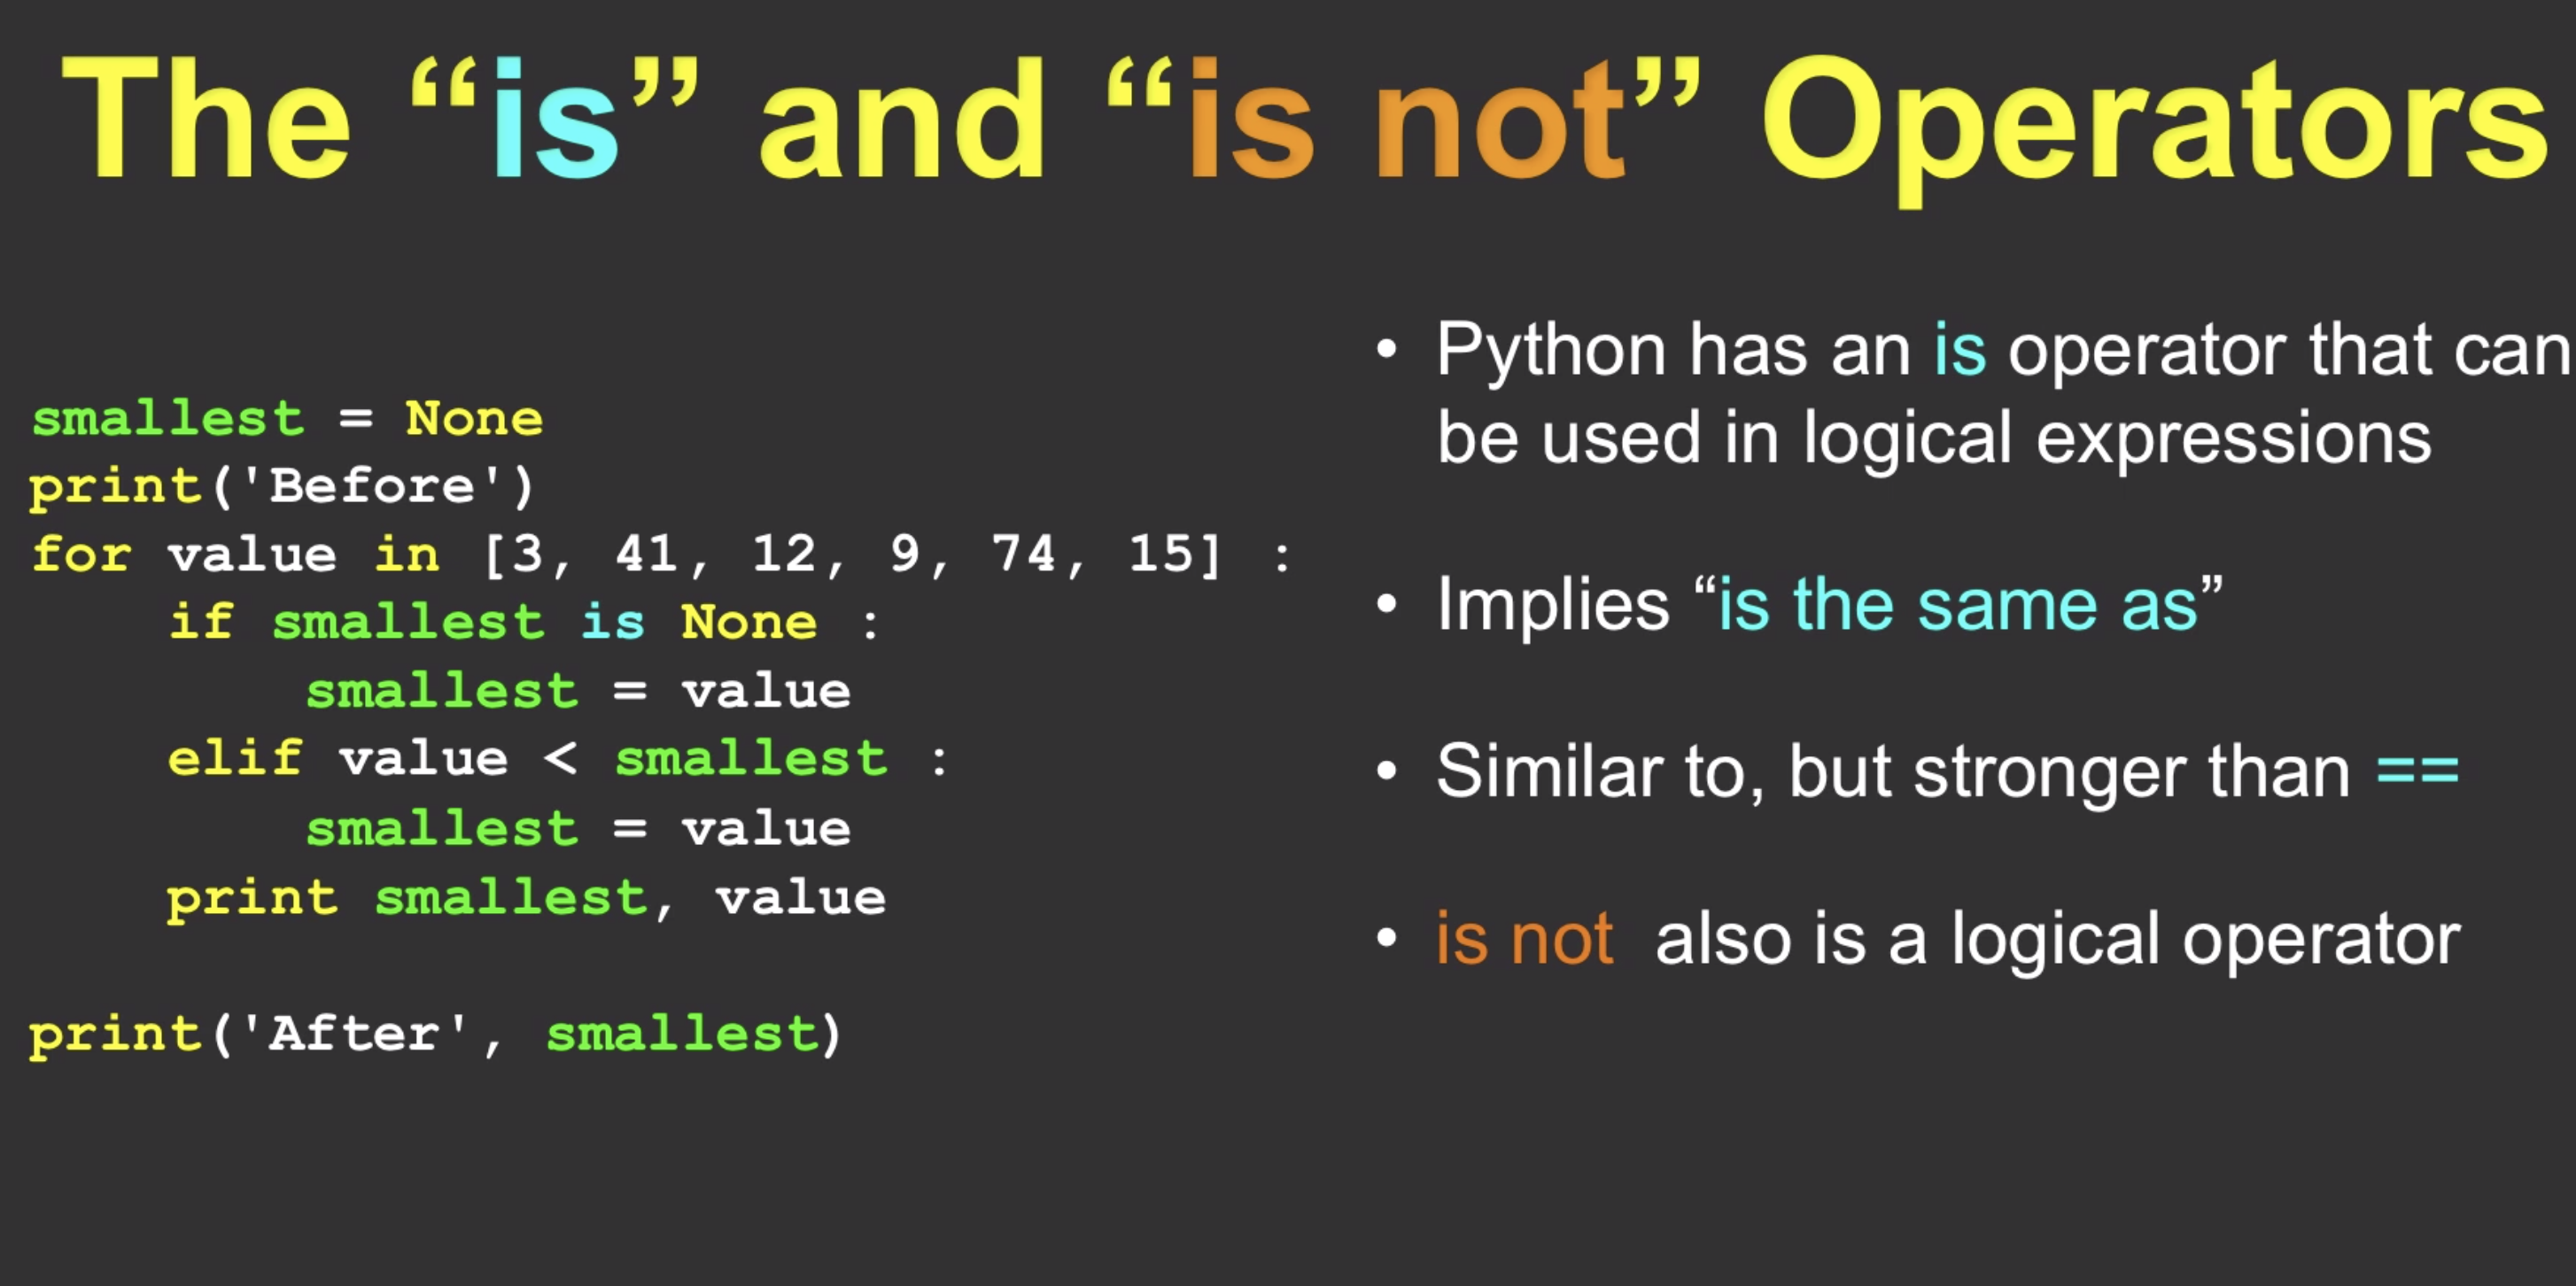 The “is” and “is not” Operators
smallest = None
print('Before')
for value in [3, 41, 12, 9, 74, 15] :
    if smallest is None :
        smallest = value
    elif value < smallest :
        smallest = value
    print smallest, value
print('After', smallest)
• Python has an is operator that can
be used in logical expressions
• Implies “is the same as”
• Similar to, but stronger than ==
• is not also is a logical operator